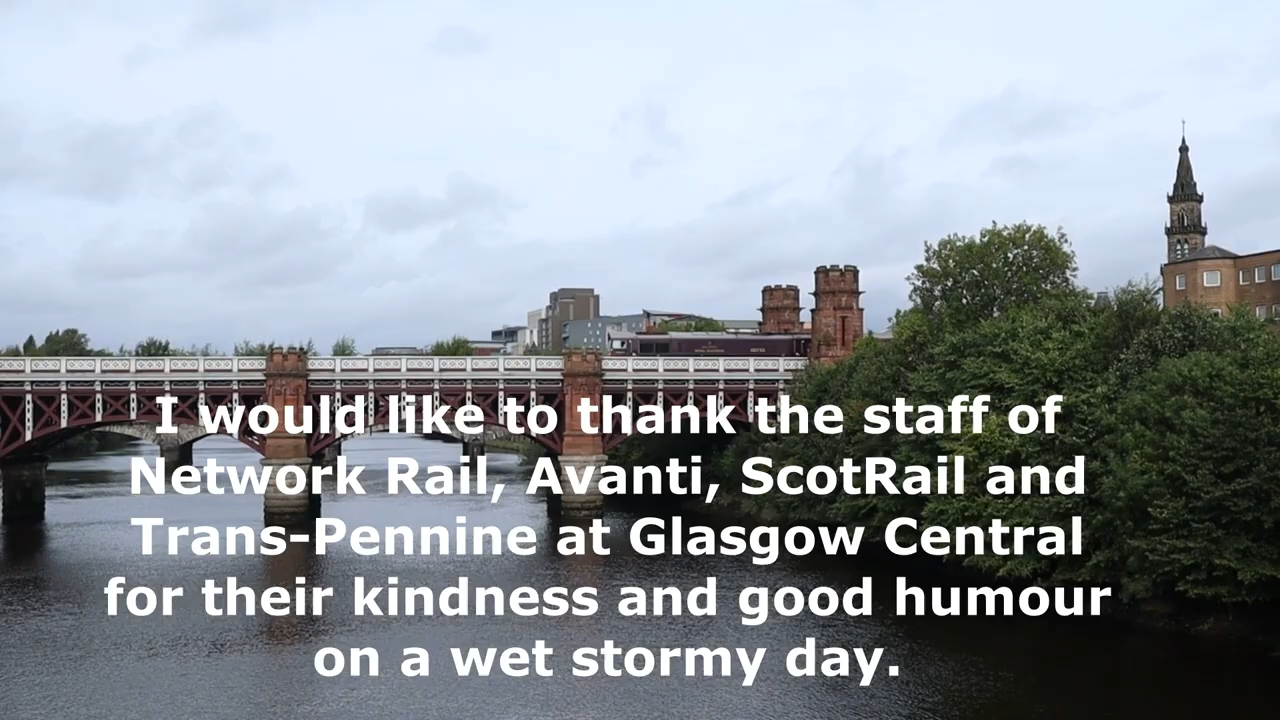 I would like to thank the staff of
Network Rail, Avanti, ScotRail and
Trans-Pennine at Glasgow Central
for their kindness and good humour
on a wet stormy day.